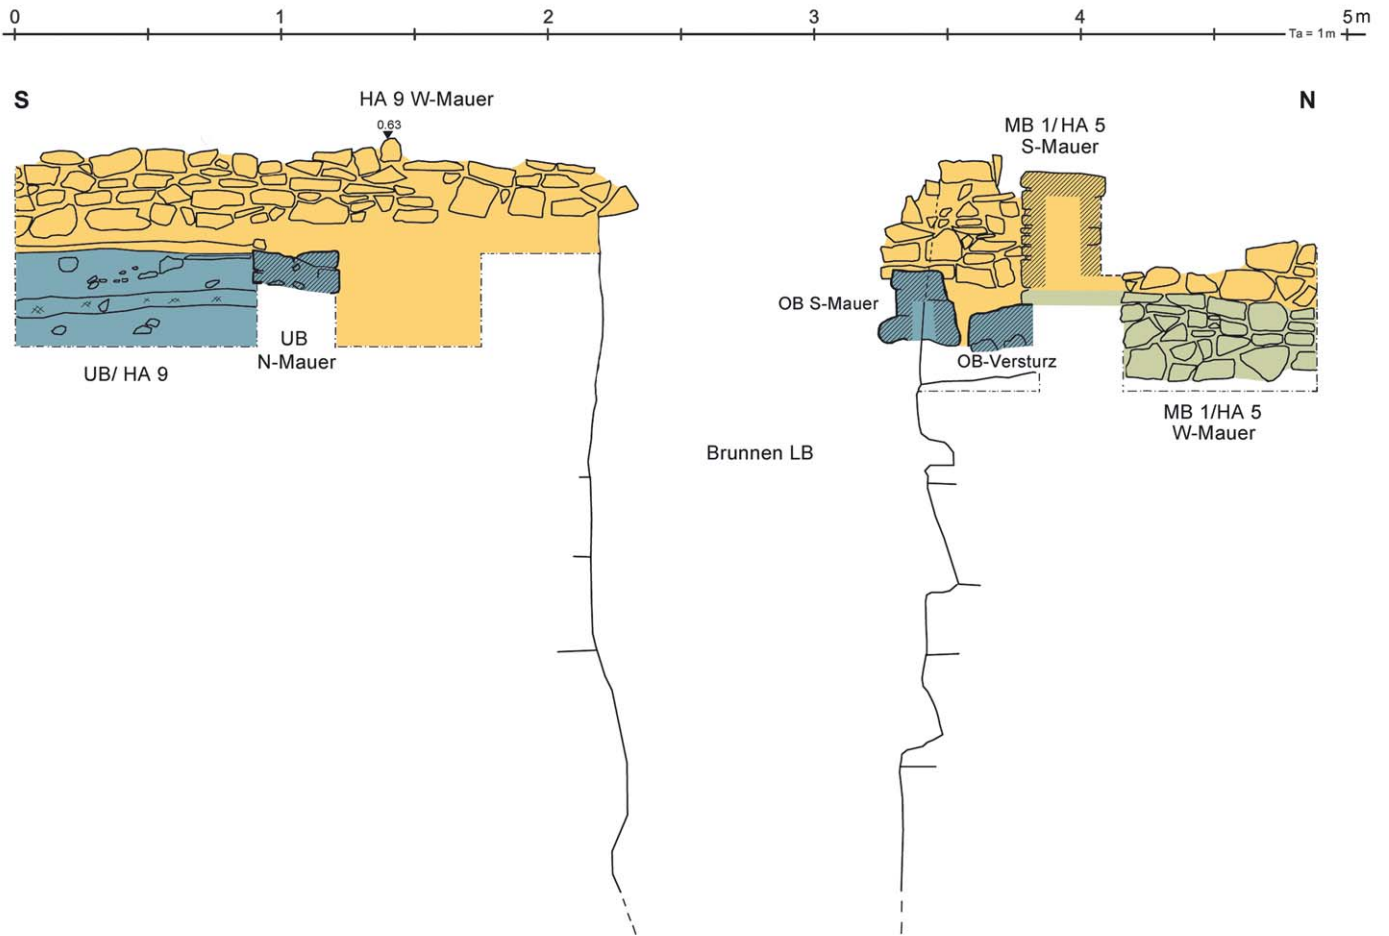 0 1 2 3 4 5 m
Ta = 1m
S
HA 9 W-Mauer
N
0.63
MB 1/HA 5
S-Mauer
OB S-Mauer
UB
N-Mauer
OB-Versturz
UB/ HA 9
MB 1/HA 5
W-Mauer
Brunnen LB